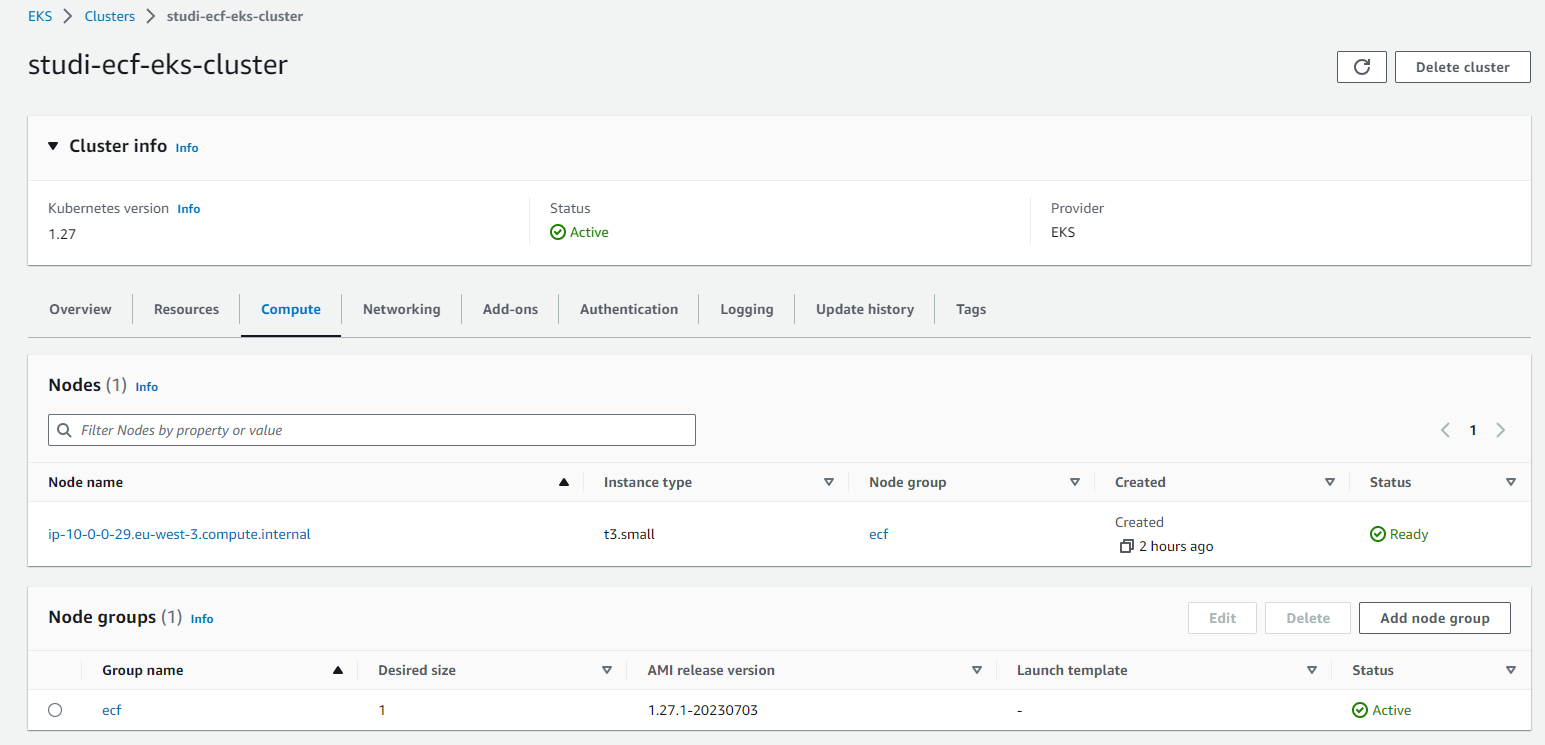 EKS Clusters studi-ecf-eks-cluster
studi-ecf-eks-cluster
Delete cluster
Cluster info Info
Kubernetes version Info Status Provider
1.27 Active EKS
Overview Resources Compute Networking Add-ons Authentication Logging Update history Tags
Nodes (1) Info
Filter Nodes by property or value 1
Node name Instance type Node group Created Status
Created
ip-10-0-0-29.eu-west-3.compute.internal t3.small ecf 2 hours ago Ready
Node groups (1) Info Edit Delete Add node group
Group name Desired size AMI release version Launch template Status
ecf 1 1.27.1-20230703 - Active